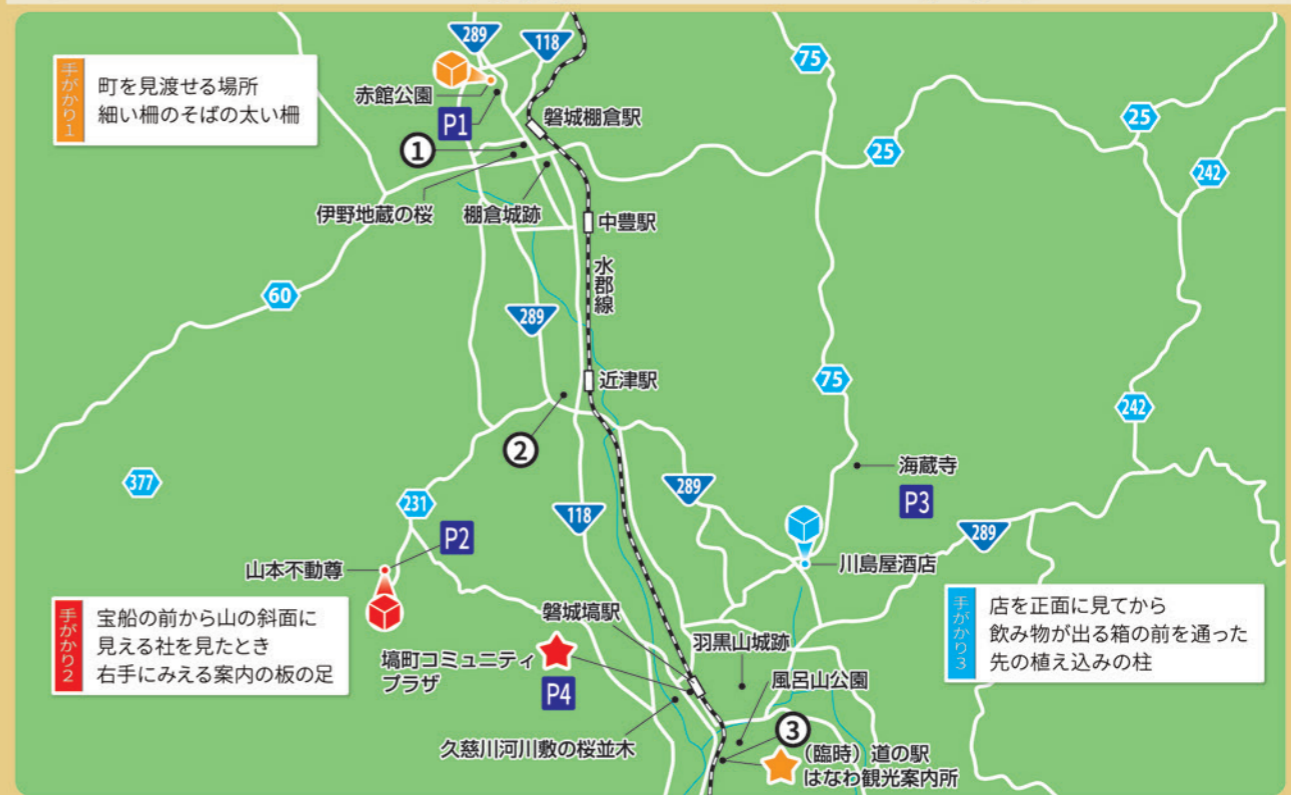 289
118
75
手がかり1
町を見渡せる場所
細い柵のそばの太い柵
赤館公園
P1
磐城棚倉駅
25
25
242
①
伊野地蔵の桜
棚倉城跡
中豊駅
水郡線
60
289
近津駅
75
242
②
海蔵寺
P3
377
231
118
289
289
P2
山本不動尊
川島屋酒店
手がかり2
宝船の前から山の斜面に
見える社を見たとき
右手にみえる案内の板の足
磐城塙駅
羽黒山城跡
塙町コミュニティ
プラザ
P4
風呂山公園
手がかり3
店を正面に見てから
飲み物が出る箱の前を通った
先の植え込みの柱
久慈川河川敷の桜並木
③
(臨時)道の駅
はなわ観光案内所